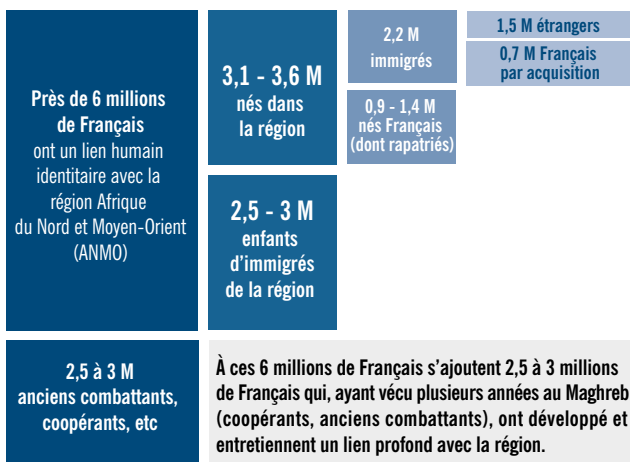 Près de 6 millions
de Français
ont un lien humain
identitaire avec la
région Afrique
du Nord et Moyen-Orient
(ANMO)
3,1 - 3,6 M
nés dans
la région
2,2 M
immigrés
1,5 M étrangers
0,7 M Français
par acquisition
0,9 - 1,4 M
nés Français
(dont rapatriés)
2,5 - 3 M
enfants
d’immigrés
de la région
2,5 à 3 M
anciens combattants,
coopérants, etc
À ces 6 millions de Français s’ajoutent 2,5 à 3 millions
de Français qui, ayant vécu plusieurs années au Maghreb
(coopérants, anciens combattants), ont développé et
entretiennent un lien profond avec la région.